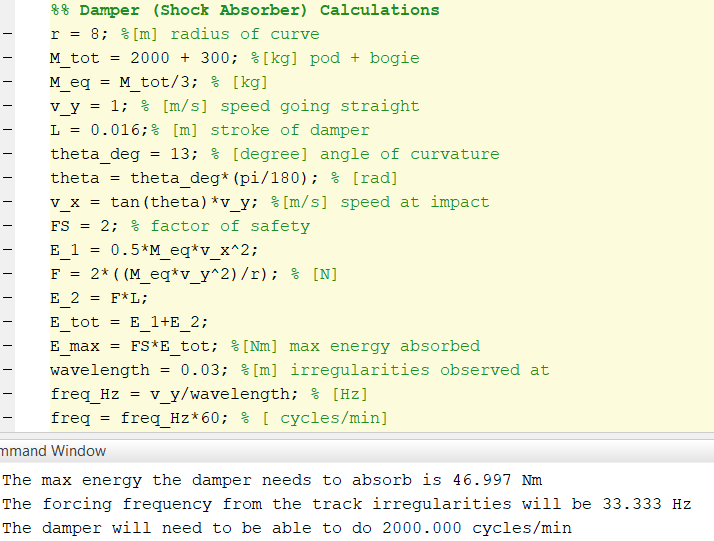 %% Damper (Shock Absorber) Calculations
r = 8; %[m] radius of curve
M_tot = 2000 + 300; %[kg] pod + bogie
M_eq = M_tot/3; % [kg]
v_y = 1; % [m/s] speed going straight
L = 0.016;% [m] stroke of damper
theta_deg = 13; % [degree] angle of curvature
theta = theta_deg*(pi/180); % [rad]
v_x = tan(theta)*v_y; %[m/s] speed at impact
FS = 2; % factor of safety
E_1 = 0.5*M_eq*v_x^2;
F = 2*((M_eq*v_y^2)/r); % [N]
E_2 = F*L;
E_tot = E_1+E_2;
E_max = FS*E_tot; %[Nm] max energy absorbed
wavelength = 0.03; %[m] irregularities observed at
freq_Hz = v_y/wavelength; % [Hz]
freq = freq_Hz*60; % [ cycles/min]
mmand Window
The max energy the damper needs to absorb is 46.997 Nm
The forcing frequency from the track irregularities will be 33.333 Hz
The damper will need to be able to do 2000.000 cycles/min